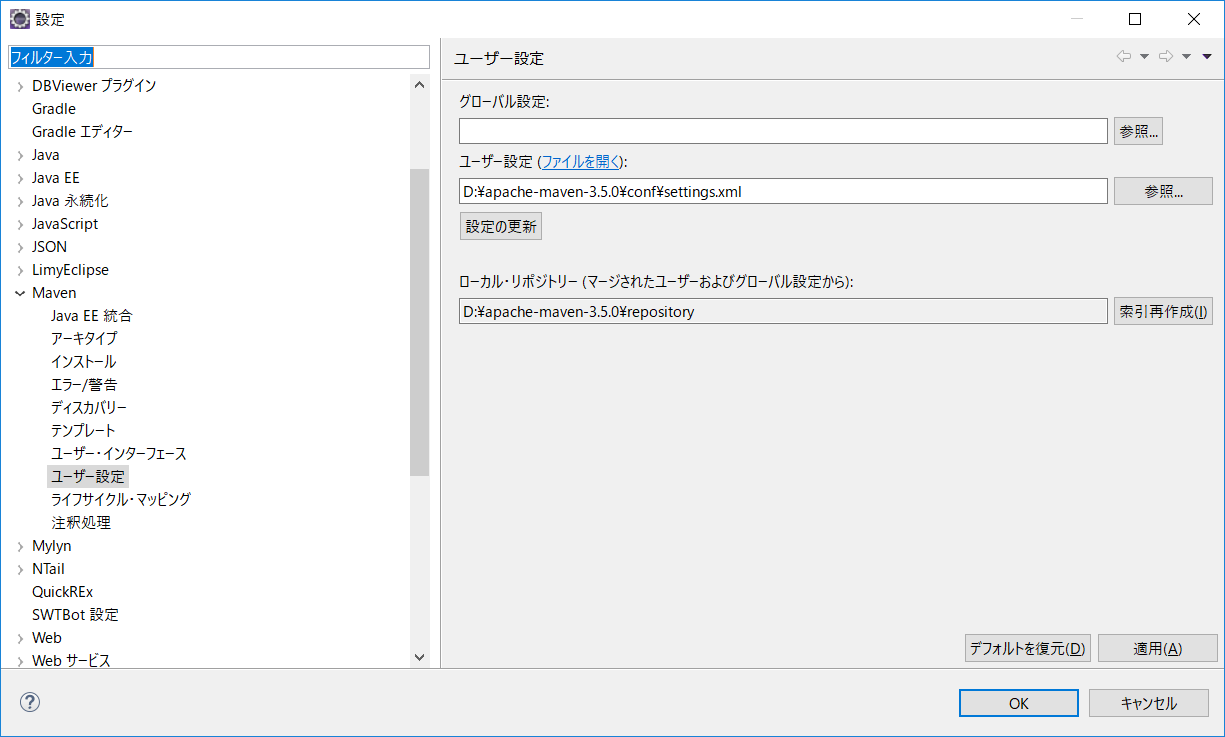 設定
フィルター入力
DBViewer プラグイン
Gradle
Gradle エディター
Java
Java EE
Java 永続化
JavaScript
JSON
LimyEclipse
Maven
Java EE 統合
アーキタイプ
インストール
エラー/警告
ディスカバリー
テンプレート
ユーザー・インターフェース
ユーザー設定
ライフサイクル・マッピング
注釈処理
Mylyn
NTail
QuickREx
SWTBot 設定
Web
Web サービス
ユーザー設定
グローバル設定:
参照...
ユーザー設定 (ファイルを開く):
D:¥apache-maven-3.5.0¥conf¥settings.xml
参照...
設定の更新
ローカル・リポジトリー (マージされたユーザーおよびグローバル設定から):
D:¥apache-maven-3.5.0¥repository
索引再作成(I)
デフォルトを復元(D)
適用(A)
OK
キャンセル